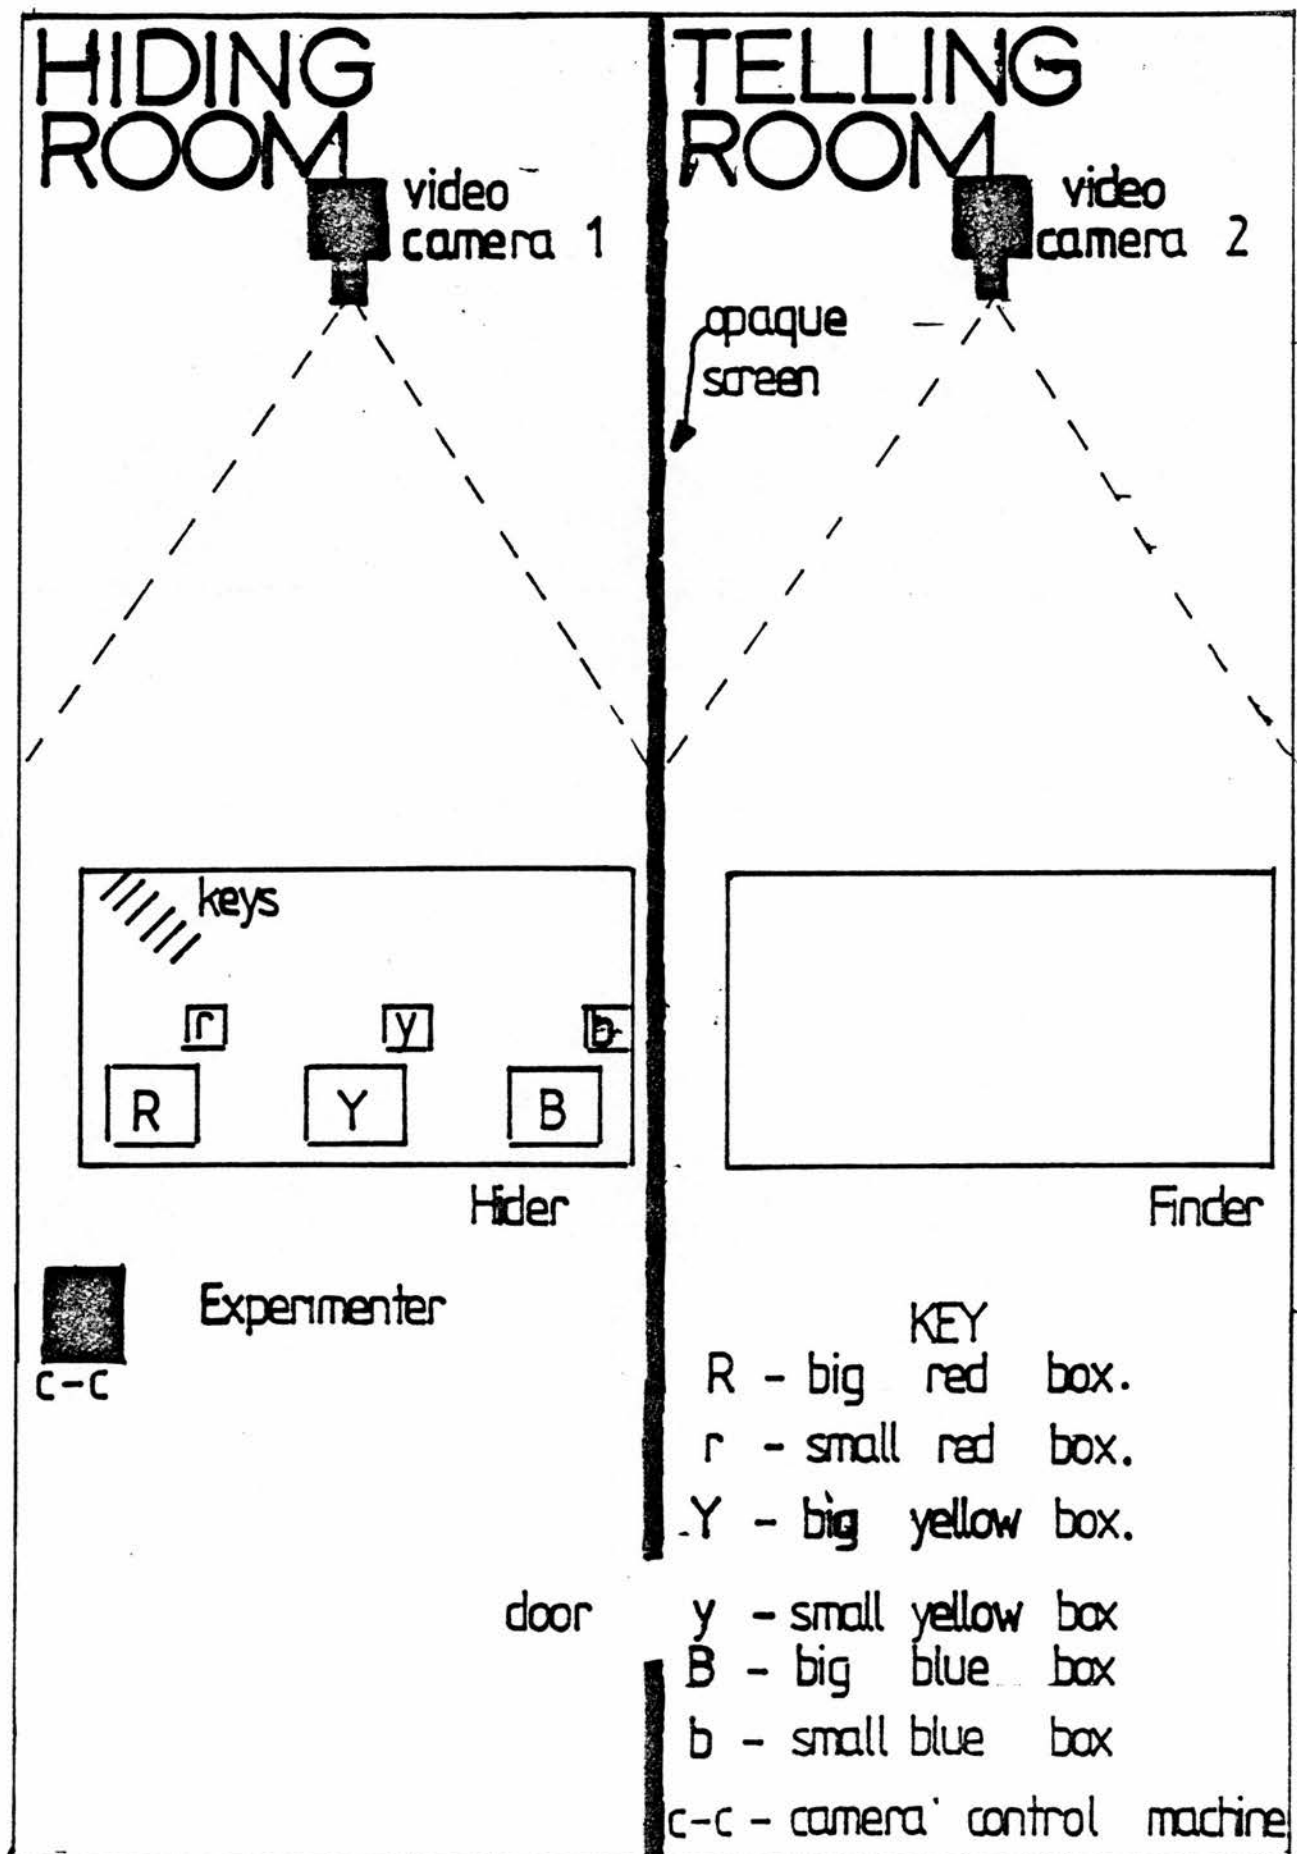 HIDING
ROOM
video
camera 1
keys
r
y
b
R
Y
B
Hider
Experimenter
c-c
door
TELLING
ROOM
video
camera 2
opaque
screen
Finder
KEY
R - big red box.
r - small red box.
Y - big yellow box.
y - small yellow box
B - big blue box
b - small blue box
c-c - camera control machine